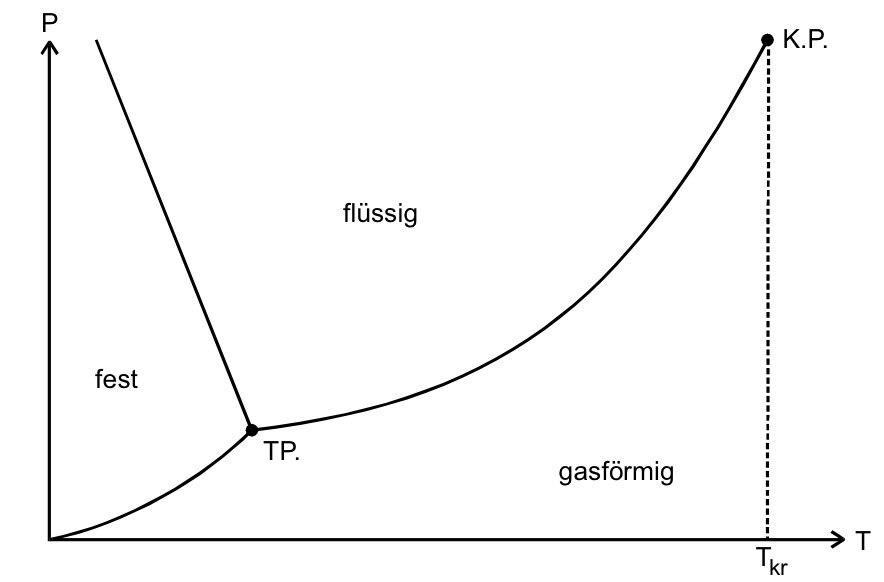 P
K.P.
flüssig
fest
TP.
gasförmig
T
Tkr